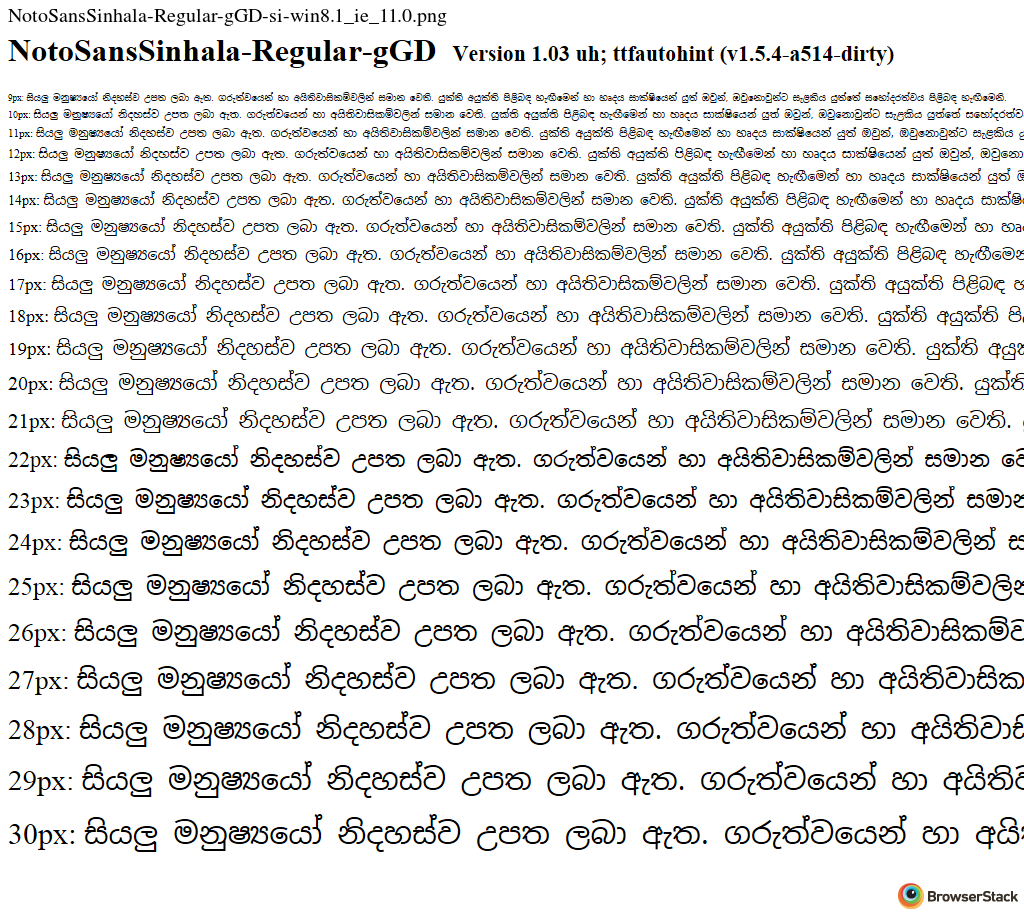 NotoSansSinhala-Regular-gGD-si-win8.1_ie_11.0.png
NotoSansSinhala-Regular-gGD Version 1.03 uh; ttfautohint (v1.5.4-a514-dirty)
9px: සියලු මනුෂ්‍යයෝ නිදහස්ව උපත ලබා ඇත. ගරුත්වයෙන් හා අයිතිවාසිකම්වලින් සමාන වෙති. යුක්ති අයුක්ති පිළිබඳ හැඟීමෙන් හා හෘදය සාක්ෂියෙන් යුත් ඔවුන්, ඔවුනොවුන්ට සැළකිය යුත්තේ සහෝදරත්වය පිළිබඳ හැඟීමෙනි.
10px: සියලු මනුෂ්‍යයෝ නිදහස්ව උපත ලබා ඇත. ගරුත්වයෙන් හා අයිතිවාසිකම්වලින් සමාන වෙති. යුක්ති අයුක්ති පිළිබඳ හැඟීමෙන් හා හෘදය සාක්ෂියෙන් යුත් ඔවුන්, ඔවුනොවුන්ට සැළකිය යුත්තේ
11px: සියලු මනුෂ්‍යයෝ නිදහස්ව උපත ලබා ඇත. ගරුත්වයෙන් හා අයිතිවාසිකම්වලින් සමාන වෙති. යුක්ති අයුක්ති පිළිබඳ හැඟීමෙන් හා හෘදය සාක්ෂියෙන් යුත් ඔවුන්, ඔවුනොවුන්ට සැළකිය
12px: සියලු මනුෂ්‍යයෝ නිදහස්ව උපත ලබා ඇත. ගරුත්වයෙන් හා අයිතිවාසිකම්වලින් සමාන වෙති. යුක්ති අයුක්ති පිළිබඳ හැඟීමෙන් හා හෘදය සාක්ෂියෙන් යුත් ඔවුන්,
13px: සියලු මනුෂ්‍යයෝ නිදහස්ව උපත ලබා ඇත. ගරුත්වයෙන් හා අයිතිවාසිකම්වලින් සමාන වෙති. යුක්ති අයුක්ති පිළිබඳ හැඟීමෙන් හා හෘදය සාක්ෂියෙන් යුත්
14px: සියලු මනුෂ්‍යයෝ නිදහස්ව උපත ලබා ඇත. ගරුත්වයෙන් හා අයිතිවාසිකම්වලින් සමාන වෙති. යුක්ති අයුක්ති පිළිබඳ හැඟීමෙන් හා හෘදය
15px: සියලු මනුෂ්‍යයෝ නිදහස්ව උපත ලබා ඇත. ගරුත්වයෙන් හා අයිතිවාසිකම්වලින් සමාන වෙති. යුක්ති අයුක්ති පිළිබඳ හැඟීමෙන් හා
16px: සියලු මනුෂ්‍යයෝ නිදහස්ව උපත ලබා ඇත. ගරුත්වයෙන් හා අයිතිවාසිකම්වලින් සමාන වෙති. යුක්ති අයුක්ති පිළිබඳ
17px: සියලු මනුෂ්‍යයෝ නිදහස්ව උපත ලබා ඇත. ගරුත්වයෙන් හා අයිතිවාසිකම්වලින් සමාන වෙති. යුක්ති අයුක්ති පිළිබඳ
18px: සියලු මනුෂ්‍යයෝ නිදහස්ව උපත ලබා ඇත. ගරුත්වයෙන් හා අයිතිවාසිකම්වලින් සමාන වෙති. යුක්ති අයුක්ති
19px: සියලු මනුෂ්‍යයෝ නිදහස්ව උපත ලබා ඇත. ගරුත්වයෙන් හා අයිතිවාසිකම්වලින් සමාන වෙති. යුක්ති
20px: සියලු මනුෂ්‍යයෝ නිදහස්ව උපත ලබා ඇත. ගරුත්වයෙන් හා අයිතිවාසිකම්වලින් සමාන වෙති.
21px: සියලු මනුෂ්‍යයෝ නිදහස්ව උපත ලබා ඇත. ගරුත්වයෙන් හා අයිතිවාසිකම්වලින් සමාන වෙති.
22px: සියලු මනුෂ්‍යයෝ නිදහස්ව උපත ලබා ඇත. ගරුත්වයෙන් හා අයිතිවාසිකම්වලින් සමාන
23px: සියලු මනුෂ්‍යයෝ නිදහස්ව උපත ලබා ඇත. ගරුත්වයෙන් හා අයිතිවාසිකම්වලින් සමාන
24px: සියලු මනුෂ්‍යයෝ නිදහස්ව උපත ලබා ඇත. ගරුත්වයෙන් හා අයිතිවාසිකම්වලින්
25px: සියලු මනුෂ්‍යයෝ නිදහස්ව උපත ලබා ඇත. ගරුත්වයෙන් හා අයිතිවාසිකම්වලින්
26px: සියලු මනුෂ්‍යයෝ නිදහස්ව උපත ලබා ඇත. ගරුත්වයෙන් හා
27px: සියලු මනුෂ්‍යයෝ නිදහස්ව උපත ලබා ඇත. ගරුත්වයෙන් හා
28px: සියලු මනුෂ්‍යයෝ නිදහස්ව උපත ලබා ඇත. ගරුත්වයෙන් හා
29px: සියලු මනුෂ්‍යයෝ නිදහස්ව උපත ලබා ඇත. ගරුත්වයෙන් හා
30px: සියලු මනුෂ්‍යයෝ නිදහස්ව උපත ලබා ඇත. ගරුත්වයෙන් හා
BrowserStack